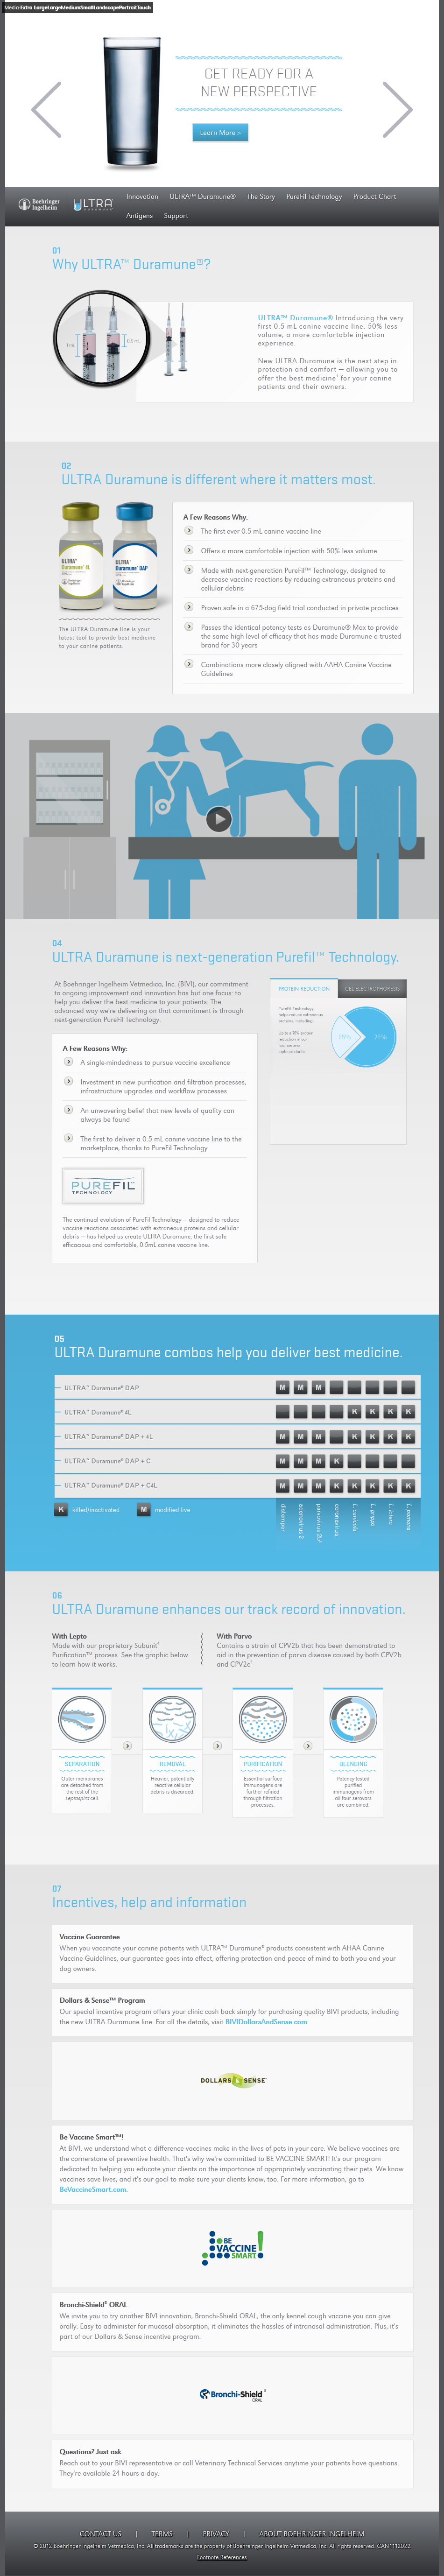 Media: Extra LargeLargeMediumSmallLandscapePortraitTouch
GET READY FOR A
NEW PERSPECTIVE
Learn More >
Boehringer
Ingelheim
ULTRA
DURAMUNE
Innovation
ULTRA™ Duramune®
The Story
PureFil Technology
Product Chart
Antigens
Support
01
Why ULTRA™ Duramune®?
1 mL
0.5 mL
ULTRA™ Duramune® Introducing the very
first 0.5 mL canine vaccine line. 50% less
volume, a more comfortable injection
experience.
New ULTRA Duramune is the next step in
protection and comfort — allowing you to
offer the best medicine for your canine
patients and their owners.
02
ULTRA Duramune is different where it matters most.
ULTRA™
Duramune® 4L
ULTRA™
Duramune® DAP
The ULTRA Duramune line is your
latest tool to provide best medicine
to your canine patients.
A Few Reasons Why:
The first-ever 0.5 mL canine vaccine line
Offers a more comfortable injection with 50% less volume
Made with next-generation PureFil™ Technology, designed to
decrease vaccine reactions by reducing extraneous proteins and
cellular debris
Proven safe in a 675-dog field trial conducted in private practices
Passes the identical potency tests as Duramune® Max to provide
the same high level of efficacy that has made Duramune a trusted
brand for 30 years
Combinations more closely aligned with AAHA Canine Vaccine
Guidelines
04
ULTRA Duramune is next-generation Purefil™ Technology.
At Boehringer Ingelheim Vetmedica, Inc. (BIVI), our commitment
to ongoing improvement and innovation has but one focus: to
help you deliver the best medicine to your patients. The
advanced way we're delivering on that commitment is through
next-generation PureFil Technology.
PROTEIN REDUCTION
GEL ELECTROPHORESIS
PureFil Technology
helps reduce extraneous
proteins, including:
Up to a 75% protein
reduction in our
four-serovar
lepto products
25%
75%
A Few Reasons Why:
A single-mindedness to pursue vaccine excellence
Investment in new purification and filtration processes,
infrastructure upgrades and workflow processes
An unwavering belief that new levels of quality can
always be found
The first to deliver a 0.5 mL canine vaccine line to the
marketplace, thanks to PureFil Technology
PUREFIL
TECHNOLOGY
The continual evolution of PureFil Technology — designed to reduce
vaccine reactions associated with extraneous proteins and cellular
debris — has helped us create ULTRA Duramune, the first safe
efficacious and comfortable, 0.5mL canine vaccine line.
05
ULTRA Duramune combos help you deliver best medicine.
ULTRA™ Duramune® DAP M M M
ULTRA™ Duramune® 4L K K K K
ULTRA™ Duramune® DAP + 4L M M M K K K K
ULTRA™ Duramune® DAP + C M M M K
ULTRA™ Duramune® DAP + C4L M M M K K K K K
K killed/inactivated
M modified live
distemper
adenovirus 2
parvovirus 2b
coronavirus
L. canicola
L. grippo
L. ictero
L. pomona
06
ULTRA Duramune enhances our track record of innovation.
With Lepto
Made with our proprietary Subunit
Purification™ process. See the graphic below
to learn how it works.
With Parvo
Contains a strain of CPV2b that has been demonstrated to
aid in the prevention of parvo disease caused by both CPV2b
and CPV2c
SEPARATION
Outer membranes
are detached from
the rest of the
Leptospira cell.
REMOVAL
Heavier, potentially
reactive cellular
debris is discarded.
PURIFICATION
Essential surface
immunogens are
further refined
through filtration
processes.
BLENDING
Potency-tested
purified
immunogens from
all four serovars
are combined.
07
Incentives, help and information
Vaccine Guarantee
When you vaccinate your canine patients with ULTRA™ Duramune® products consistent with AHAA Canine
Vaccine Guidelines, our guarantee goes into effect, offering protection and peace of mind to both you and your
dog owners.
Dollars & Sense™ Program
Our special incentive program offers your clinic cash back simply for purchasing quality BIVI products, including
the new ULTRA Duramune line. For all the details, visit BIVIDollarsAndSense.com.
DOLLARS SENSE
Be Vaccine Smart™!
At BIVI, we understand what a difference vaccines make in the lives of pets in your care. We believe vaccines are
the cornerstone of preventive health. That's why we're committed to BE VACCINE SMART! It's our program
dedicated to helping you educate your clients on the importance of appropriately vaccinating their pets. We know
vaccines save lives, and it's our goal to make sure your clients know, too. For more information, go to
BeVaccineSmart.com.
BE
VACCINE
SMART
Bronchi-Shield® ORAL
We invite you to try another BIVI innovation, Bronchi-Shield ORAL, the only kennel cough vaccine you can give
orally. Easy to administer for mucosal absorption, it eliminates the hassles of intranasal administration. Plus, it's
part of our Dollars & Sense incentive program.
Bronchi-Shield®
ORAL
Questions? Just ask.
Reach out to your BIVI representative or call Veterinary Technical Services anytime your patients have questions.
They're available 24 hours a day.
CONTACT US | TERMS | PRIVACY ABOUT BOEHRINGER INGELHEIM
© 2012 Boehringer Ingelheim Vetmedica, Inc. All trademarks are the property of Boehringer Ingelheim Vetmedica, Inc. All rights reserved. CAN1112022
Footnote References